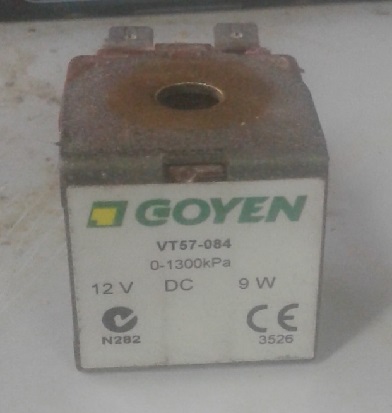 GOYEN
VT57-084
0-1300kPa
12 V DC 9 W
N282
CE
3526